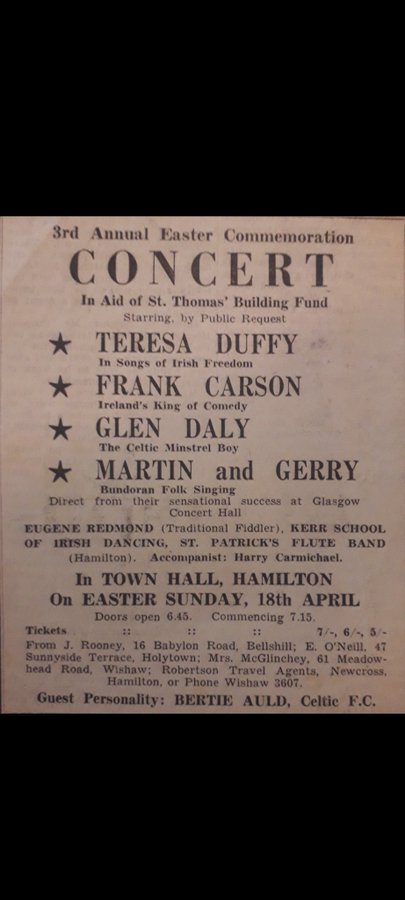 3rd Annual Easter Commemoration
CONCERT
In Aid of St. Thomas' Building Fund
Starring, by Public Request
★ TERESA DUFFY
In Songs of Irish Freedom
★ FRANK CARSON
Ireland's King of Comedy
★ GLEN DALY
The Celtic Minstrel Boy
★ MARTIN and GERRY
Bundoran Folk Singing
Direct from their sensational success at Glasgow
Concert Hall
EUGENE REDMOND (Traditional Fiddler), KERR SCHOOL
OF IRISH DANCING, ST. PATRICK'S FLUTE BAND
(Hamilton). Accompanist: Harry Carmichael.
In TOWN HALL, HAMILTON
On EASTER SUNDAY, 18th APRIL
Doors open 6.45. Commencing 7.15.
Tickets :: :: :: 7/-, 6/-, 5/-
From J. Rooney, 16 Babylon Road, Bellshill; E. O'Neill, 47
Sunnyside Terrace, Holytown; Mrs. McGlinchey, 61 Meadow-
head Road, Wishaw; Robertson Travel Agents, Newcross,
Hamilton, or Phone Wishaw 3607.
Guest Personality: BERTIE AULD, Celtic F.C.